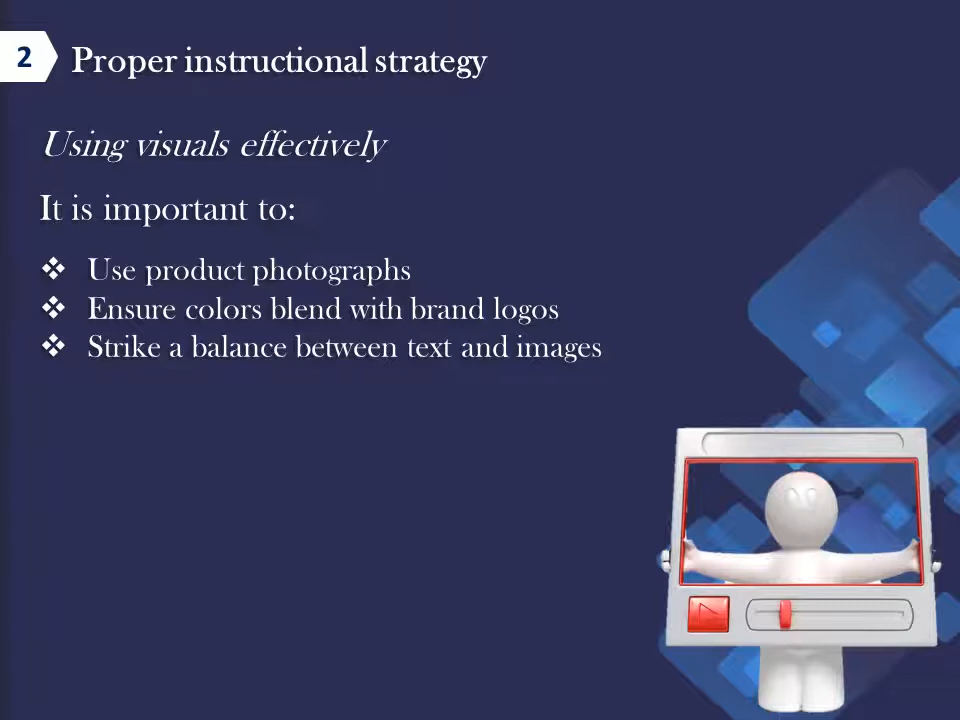 2
Proper instructional strategy
Using visuals effectively
It is important to:
❖ Use product photographs
❖ Ensure colors blend with brand logos
❖ Strike a balance between text and images